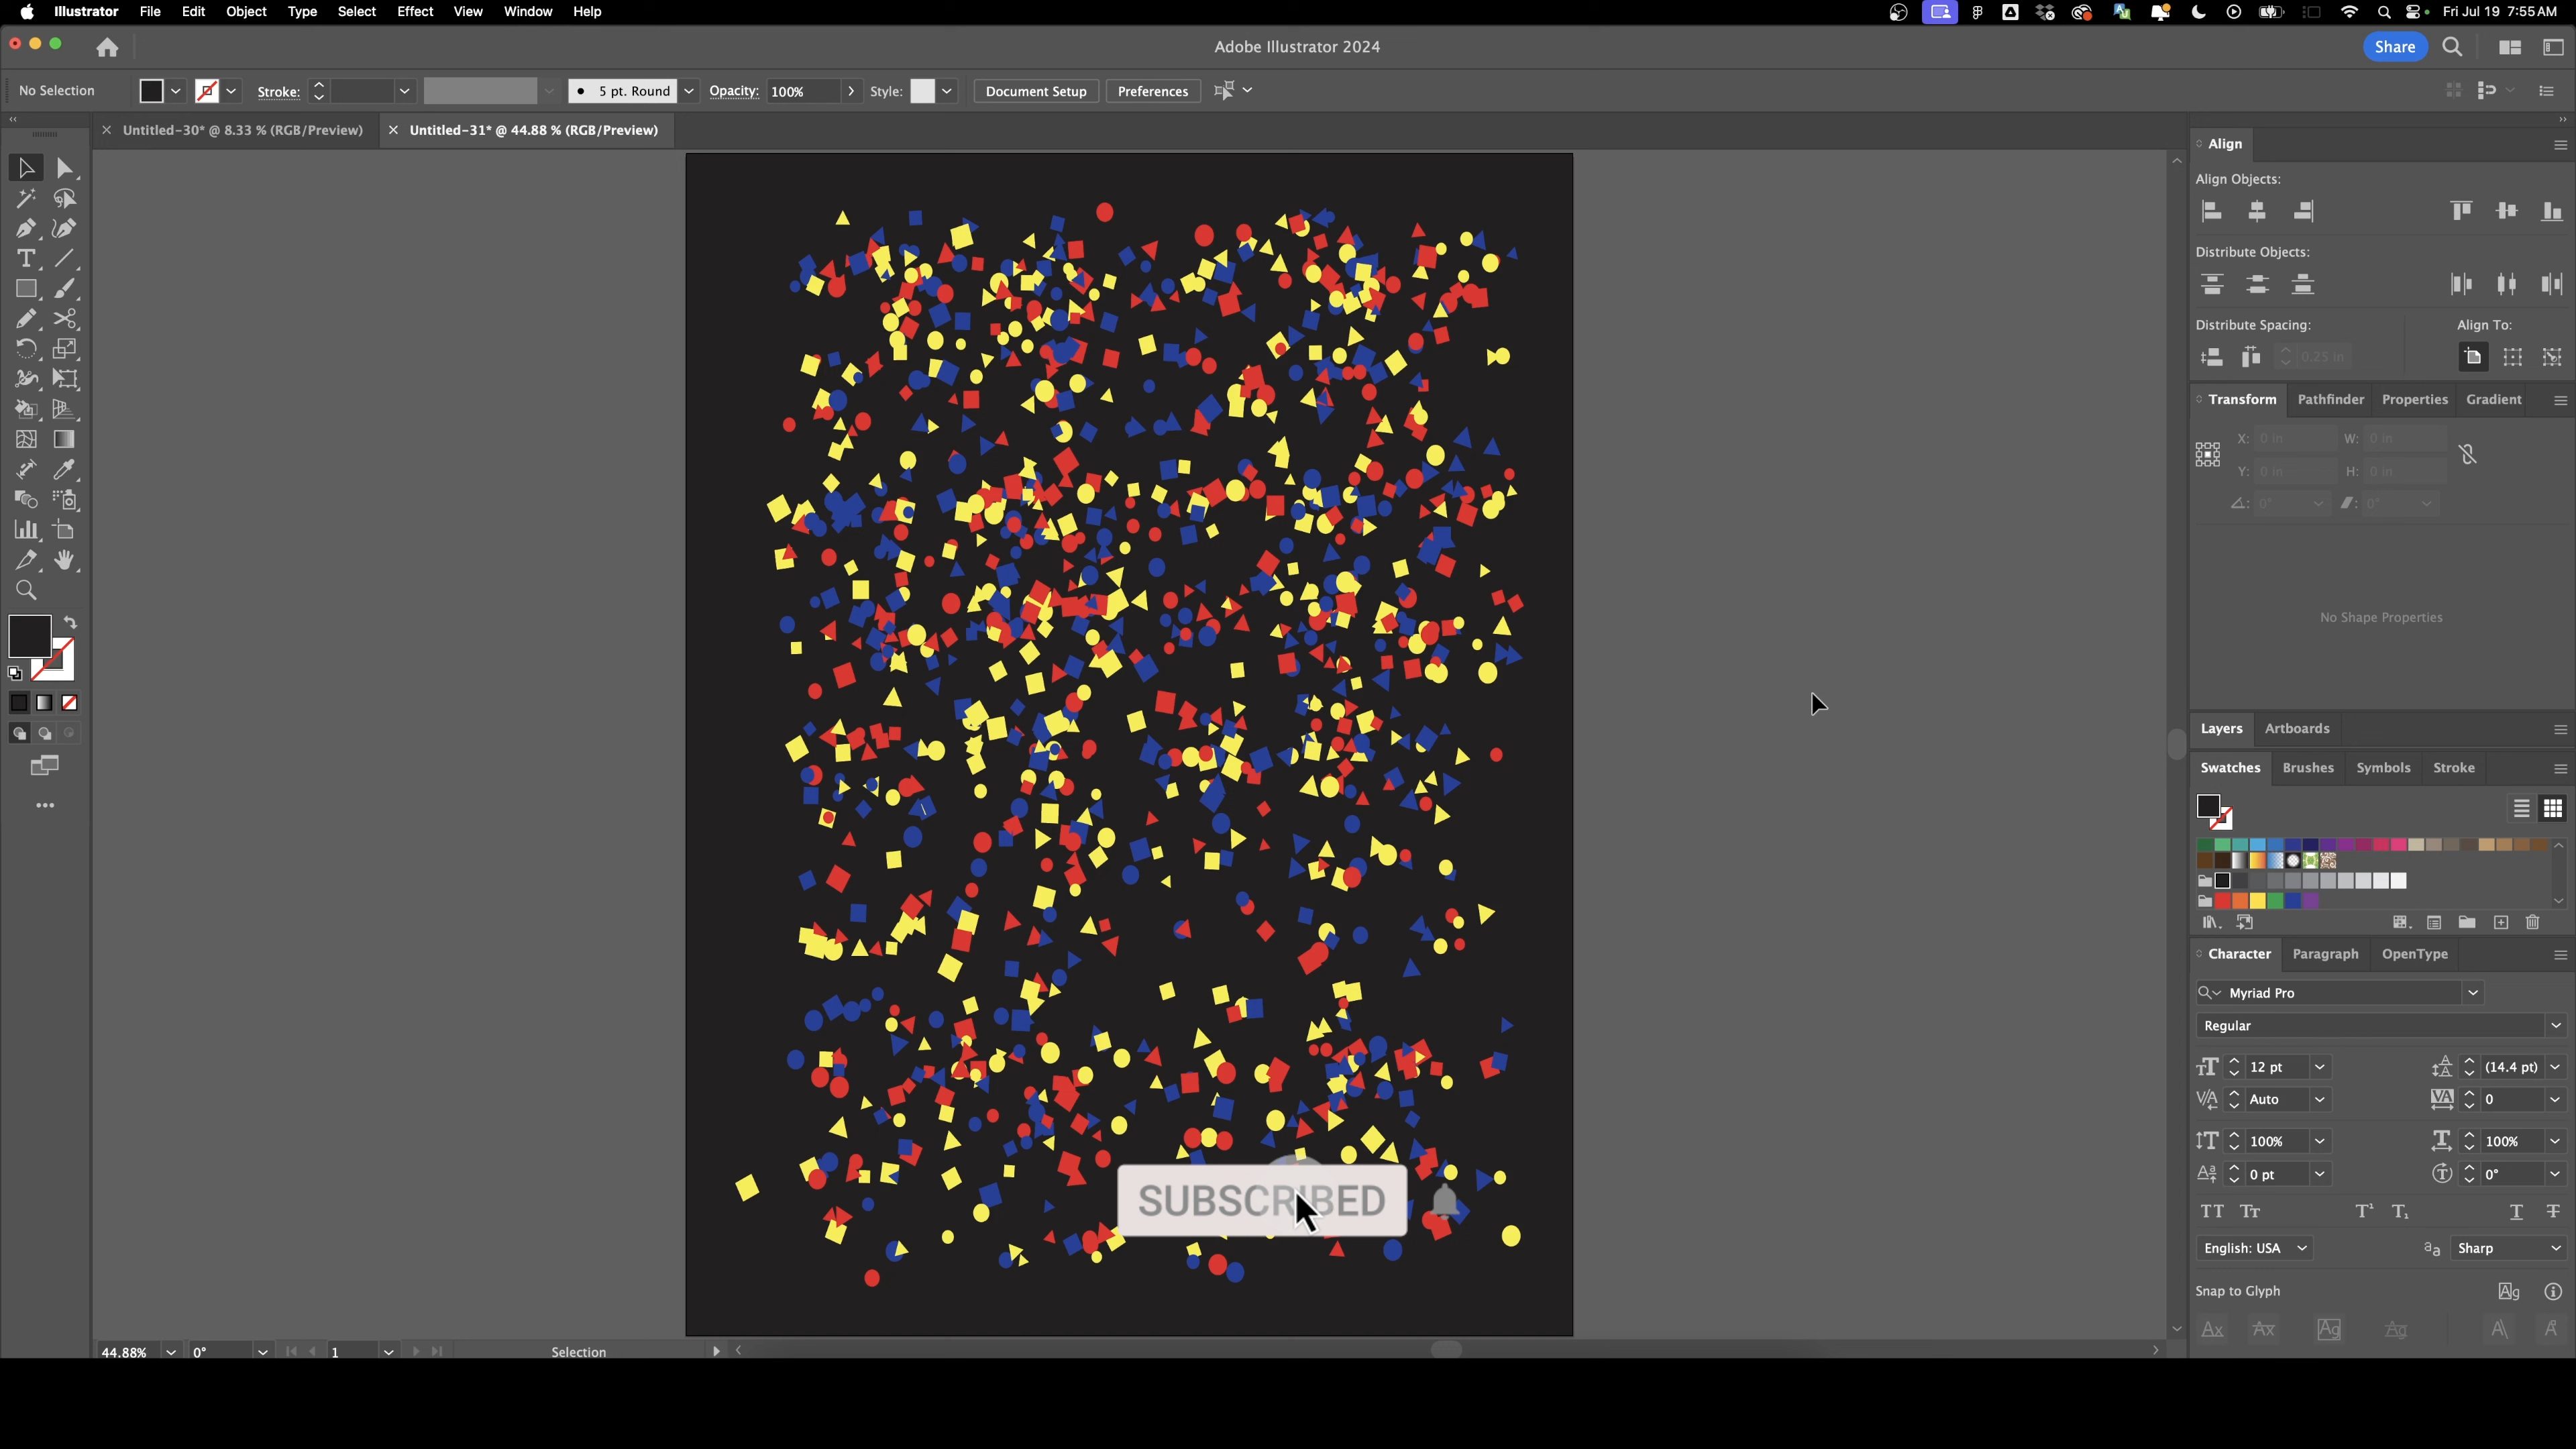 Illustrator File Edit Object Type Select Effect View Window Help Fri Jul 19 7:55 AM
Adobe Illustrator 2024 Share
No Selection Stroke: 5 pt. Round Opacity: 100% Style: Document Setup Preferences
Untitled-30* @ 8.33 % (RGB/Preview) Untitled-31* @ 44.88 % (RGB/Preview)
Align
Align Objects:
Distribute Objects:
Distribute Spacing: Align To:
0.25 in
Transform Pathfinder Properties Gradient
X: 0 in W: 0 in
Y: 0 in H: 0 in
0° 0°
No Shape Properties
Layers Artboards
Swatches Brushes Symbols Stroke
Character Paragraph OpenType
Myriad Pro
Regular
12 pt (14.4 pt)
Auto 0
100% 100%
0 pt 0°
English: USA Sharp
Snap to Glyph
SUBSCRIBED
44.88% 0° 1 Selection